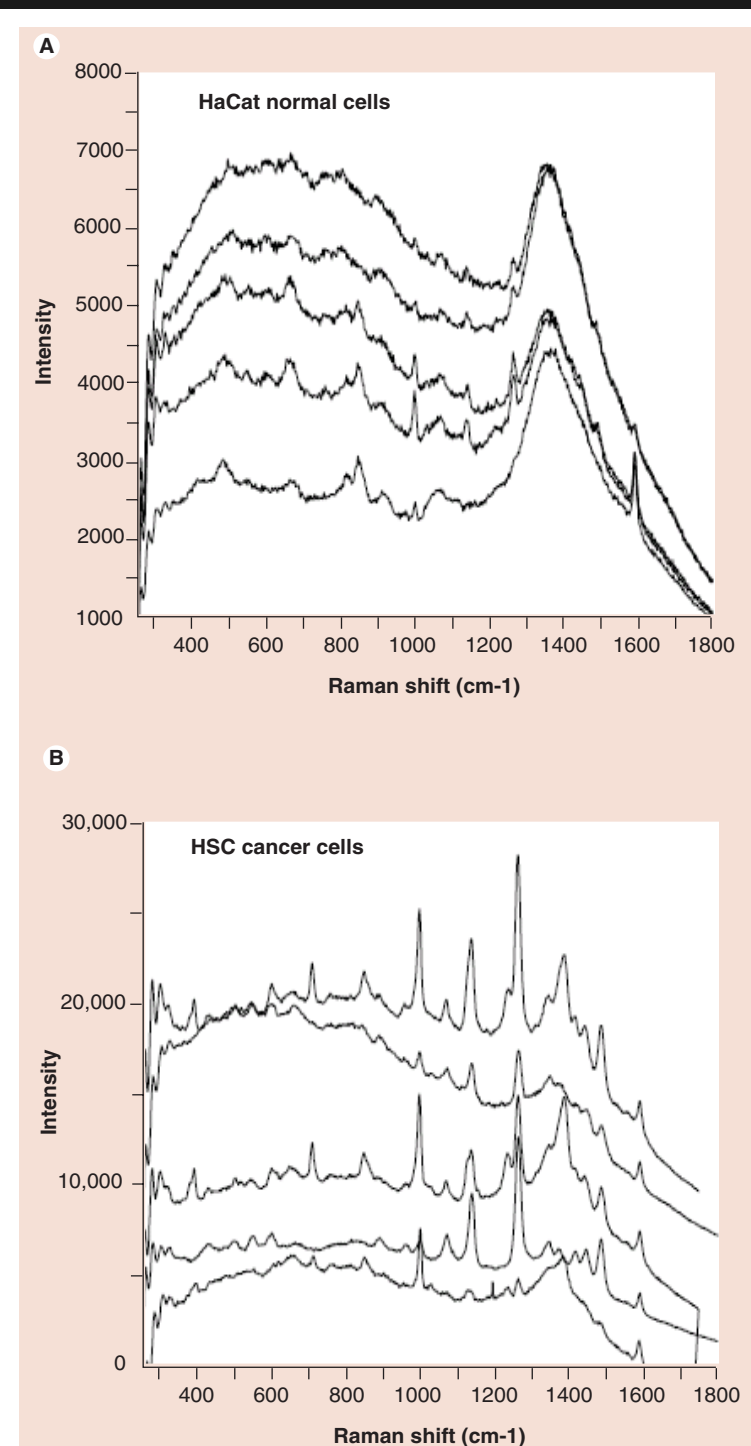 A
8000
HaCat normal cells
7000
6000
5000
4000
3000
2000
1000
Intensity
400 600 800 1000 1200 1400 1600 1800
Raman shift (cm-1)
B
30,000
HSC cancer cells
20,000
10,000
0
Intensity
400 600 800 1000 1200 1400 1600 1800
Raman shift (cm-1)